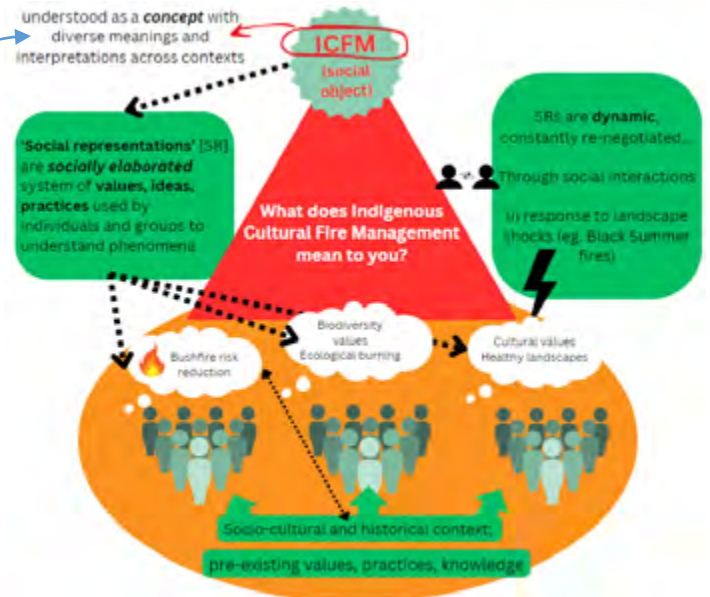 understood as a concept with
diverse meanings and
interpretations across contexts
ICFM
(social
object)
'Social representations' [SR]
are socially elaborated
system of values, ideas,
practices used by
individuals and groups to
understand phenomena
SRs are dynamic,
constantly re-negotiated...
Through social interactions
in response to landscape
shocks (eg. Black Summer
fires)
What does Indigenous
Cultural Fire Management
mean to you?
Bushfire risk
reduction
Biodiversity
values
Ecological burning
Cultural values
Healthy landscapes
Socio-cultural and historical context;
pre-existing values, practices, knowledge